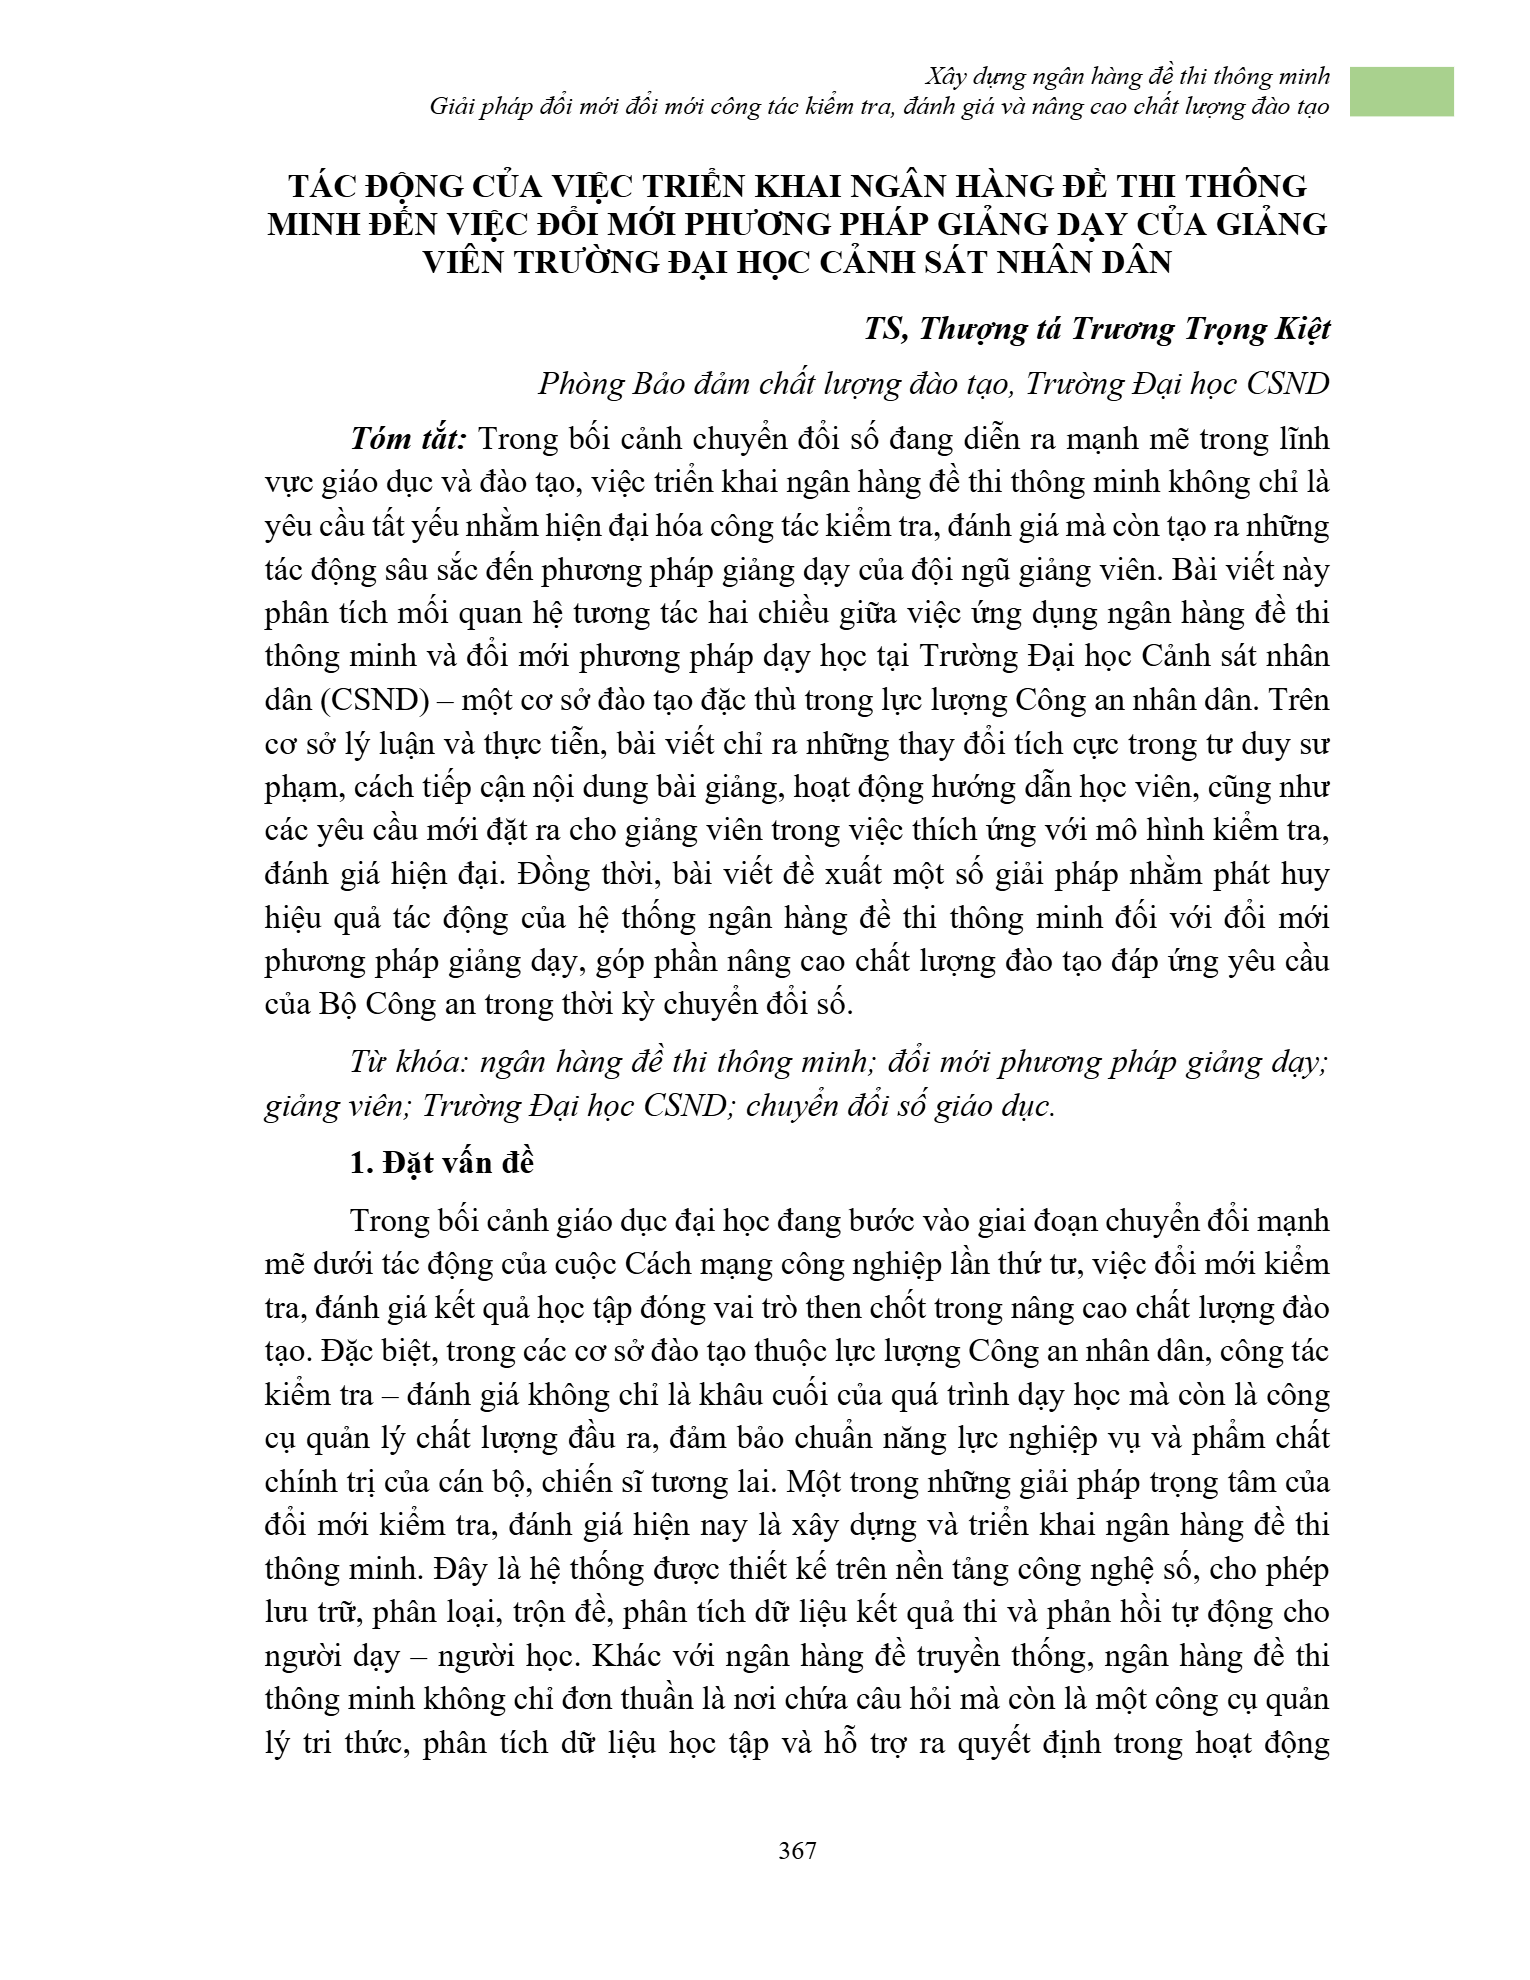 Xây dựng ngân hàng đề thi thông minh
Giải pháp đổi mới đổi mới công tác kiểm tra, đánh giá và nâng cao chất lượng đào tạo
TÁC ĐỘNG CỦA VIỆC TRIỂN KHAI NGÂN HÀNG ĐỀ THI THÔNG
MINH ĐẾN VIỆC ĐỔI MỚI PHƯƠNG PHÁP GIẢNG DẠY CỦA GIẢNG
VIÊN TRƯỜNG ĐẠI HỌC CẢNH SÁT NHÂN DÂN
TS, Thượng tá Trương Trọng Kiệt
Phòng Bảo đảm chất lượng đào tạo, Trường Đại học CSND
Tóm tắt: Trong bối cảnh chuyển đổi số đang diễn ra mạnh mẽ trong lĩnh
vực giáo dục và đào tạo, việc triển khai ngân hàng đề thi thông minh không chỉ là
yêu cầu tất yếu nhằm hiện đại hóa công tác kiểm tra, đánh giá mà còn tạo ra những
tác động sâu sắc đến phương pháp giảng dạy của đội ngũ giảng viên. Bài viết này
phân tích mối quan hệ tương tác hai chiều giữa việc ứng dụng ngân hàng đề thi
thông minh và đổi mới phương pháp dạy học tại Trường Đại học Cảnh sát nhân
dân (CSND) – một cơ sở đào tạo đặc thù trong lực lượng Công an nhân dân. Trên
cơ sở lý luận và thực tiễn, bài viết chỉ ra những thay đổi tích cực trong tư duy sư
phạm, cách tiếp cận nội dung bài giảng, hoạt động hướng dẫn học viên, cũng như
các yêu cầu mới đặt ra cho giảng viên trong việc thích ứng với mô hình kiểm tra,
đánh giá hiện đại. Đồng thời, bài viết đề xuất một số giải pháp nhằm phát huy
hiệu quả tác động của hệ thống ngân hàng đề thi thông minh đối với đổi mới
phương pháp giảng dạy, góp phần nâng cao chất lượng đào tạo đáp ứng yêu cầu
của Bộ Công an trong thời kỳ chuyển đổi số.
Từ khóa: ngân hàng đề thi thông minh; đổi mới phương pháp giảng dạy;
giảng viên; Trường Đại học CSND; chuyển đổi số giáo dục.
1. Đặt vấn đề
Trong bối cảnh giáo dục đại học đang bước vào giai đoạn chuyển đổi mạnh
mẽ dưới tác động của cuộc Cách mạng công nghiệp lần thứ tư, việc đổi mới kiểm
tra, đánh giá kết quả học tập đóng vai trò then chốt trong nâng cao chất lượng đào
tạo. Đặc biệt, trong các cơ sở đào tạo thuộc lực lượng Công an nhân dân, công tác
kiểm tra – đánh giá không chỉ là khâu cuối của quá trình dạy học mà còn là công
cụ quản lý chất lượng đầu ra, đảm bảo chuẩn năng lực nghiệp vụ và phẩm chất
chính trị của cán bộ, chiến sĩ tương lai. Một trong những giải pháp trọng tâm của
đổi mới kiểm tra, đánh giá hiện nay là xây dựng và triển khai ngân hàng đề thi
thông minh. Đây là hệ thống được thiết kế trên nền tảng công nghệ số, cho phép
lưu trữ, phân loại, trộn đề, phân tích dữ liệu kết quả thi và phản hồi tự động cho
người dạy – người học. Khác với ngân hàng đề truyền thống, ngân hàng đề thi
thông minh không chỉ đơn thuần là nơi chứa câu hỏi mà còn là một công cụ quản
lý tri thức, phân tích dữ liệu học tập và hỗ trợ ra quyết định trong hoạt động
367